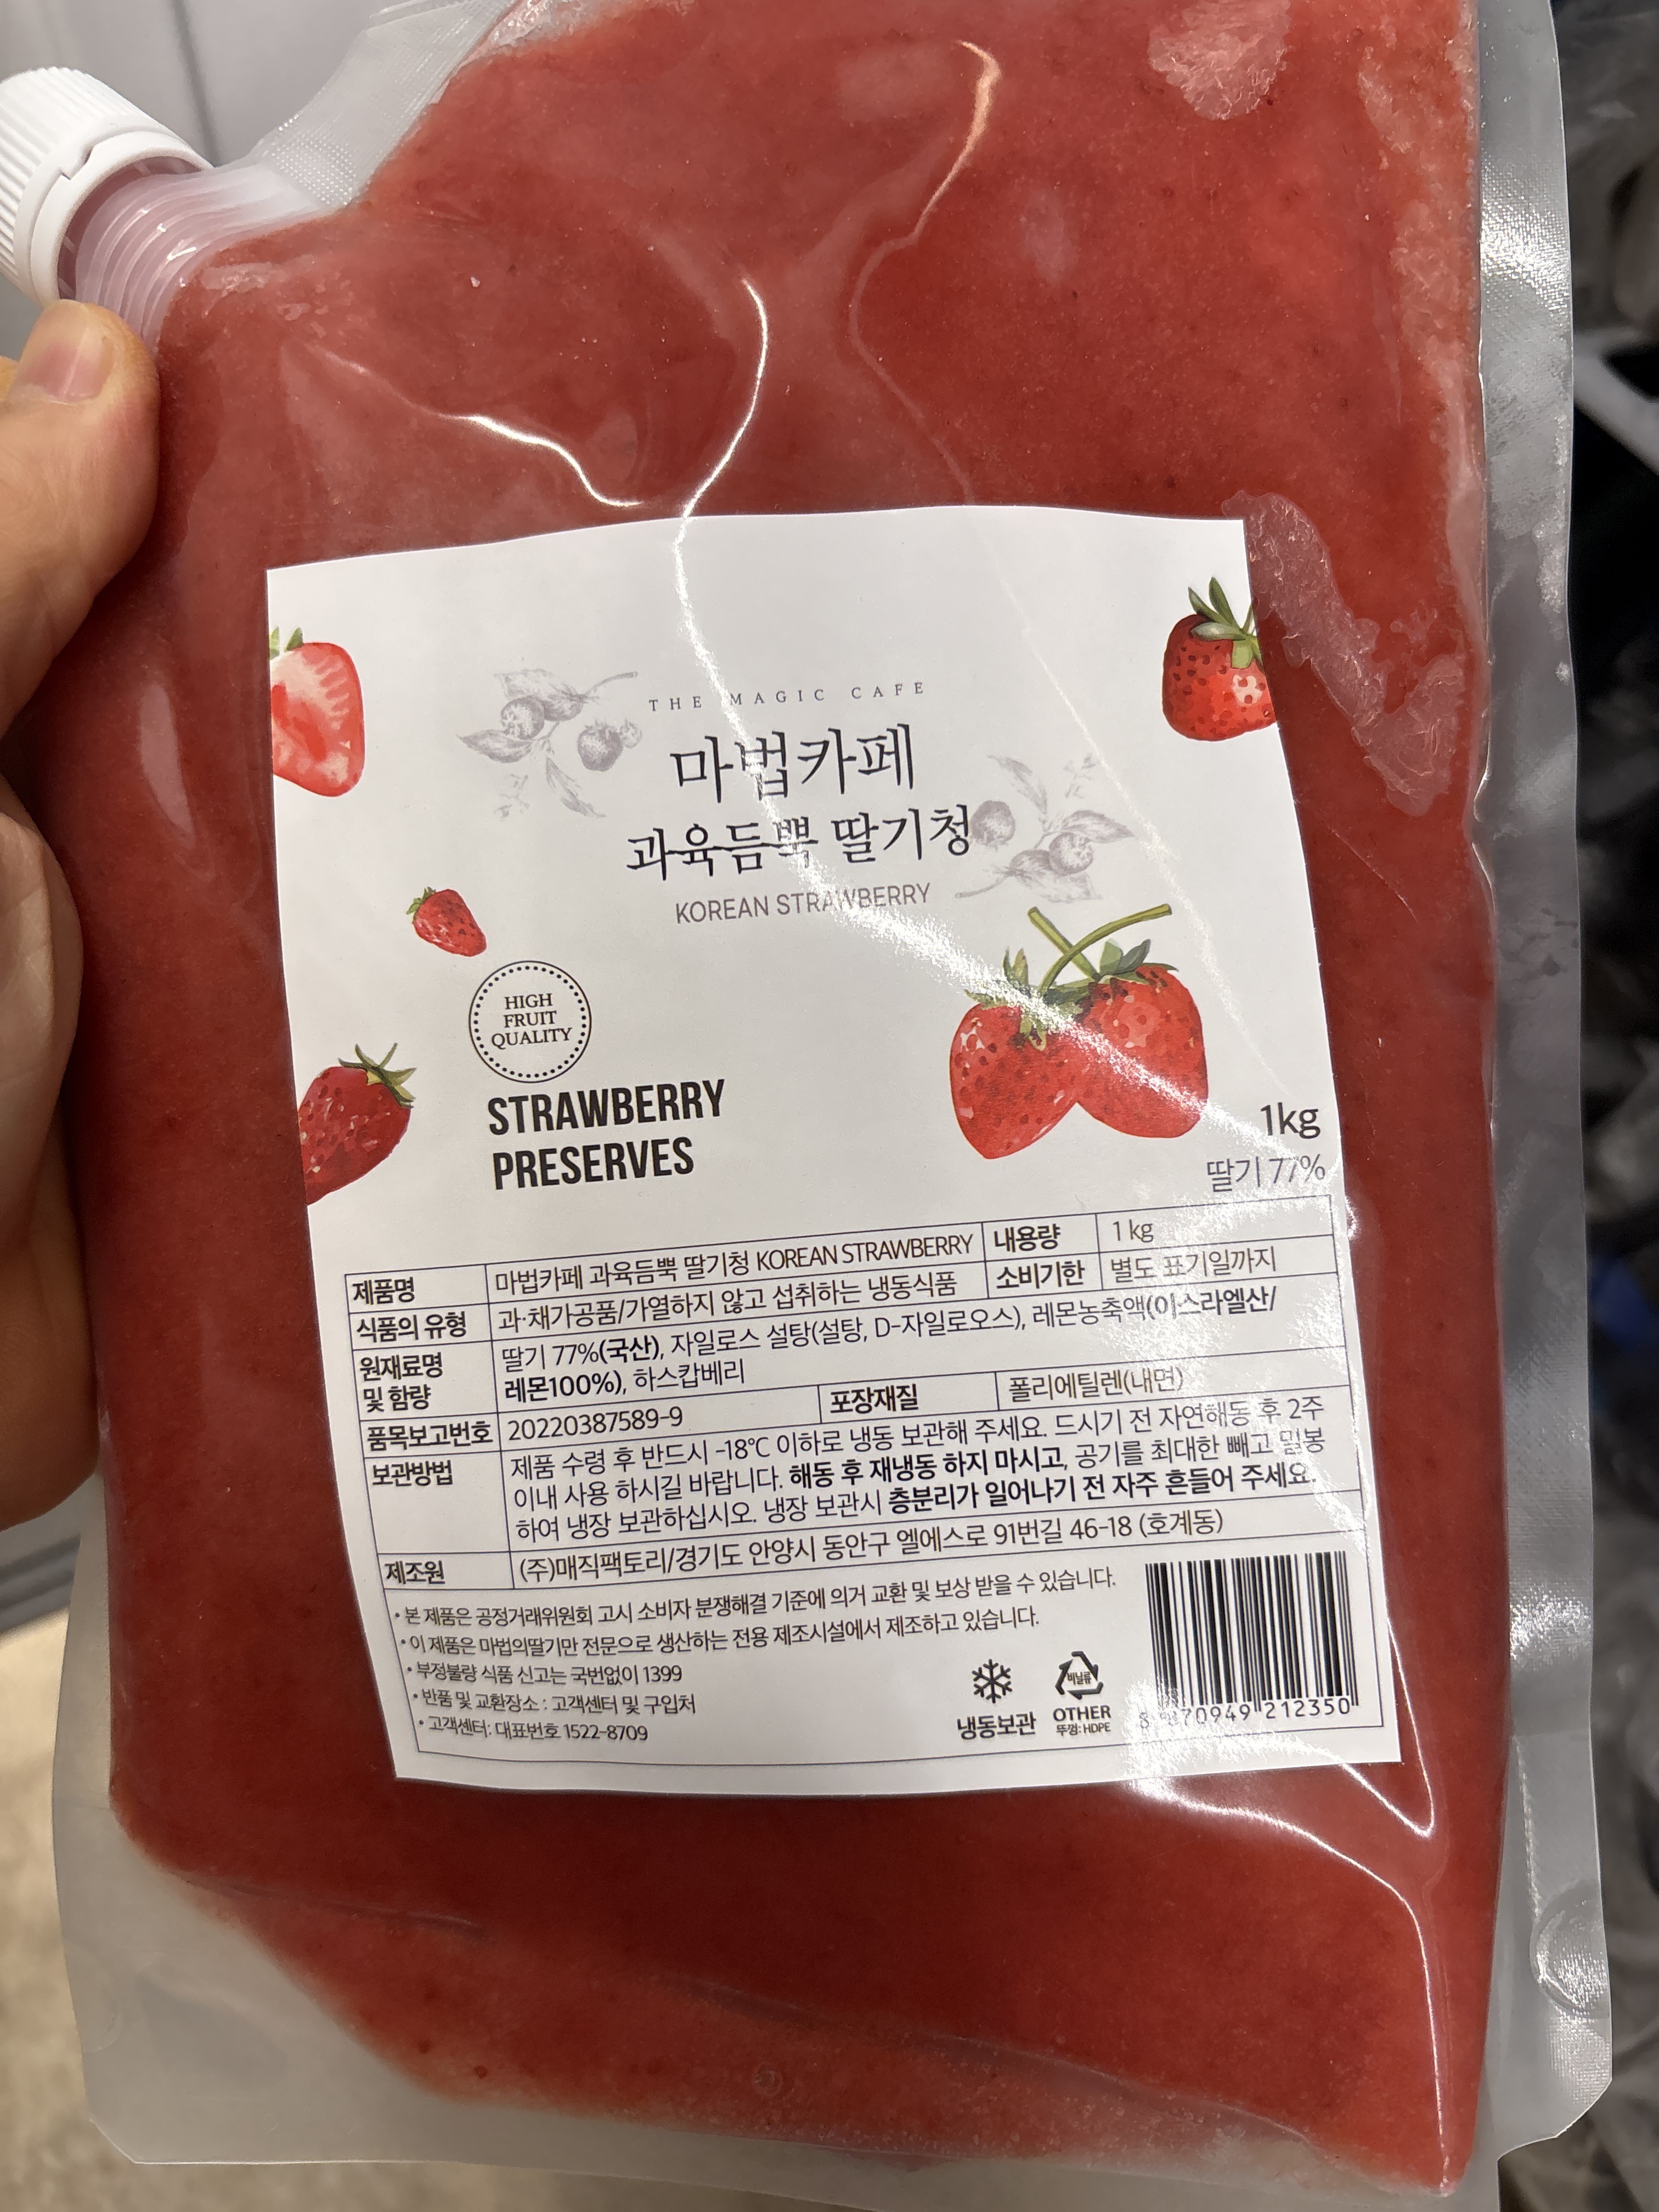 THE MAGIC CAFE
마법카페
과육듬뿍 딸기청
KOREAN STRAWBERRY
HIGH
FRUIT
QUALITY
STRAWBERRY
PRESERVES
1kg
딸기 77%
제품명 마법카페 과육듬뿍 딸기청 KOREAN STRAWBERRY 내용량 1 kg
식품의 유형 과·채가공품/가열하지 않고 섭취하는 냉동식품 소비기한 별도 표기일까지
원재료명 딸기 77%(국산), 자일로스 설탕(설탕, D-자일로오스), 레몬농축액(이스라엘산/
및 함량 레몬100%), 하스캅베리
품목보고번호 20220387589-9 포장재질 폴리에틸렌(내면)
보관방법 제품 수령 후 반드시 -18℃ 이하로 냉동 보관해 주세요. 드시기 전 자연해동 후 2주
이내 사용 하시길 바랍니다. 해동 후 재냉동 하지 마시고, 공기를 최대한 빼고 밀봉
하여 냉장 보관하십시오. 냉장 보관시 층분리가 일어나기 전 자주 흔들어 주세요.
제조원 (주)매직팩토리/경기도 안양시 동안구 엘에스로 91번길 46-18 (호계동)
• 본 제품은 공정거래위원회 고시 소비자 분쟁해결 기준에 의거 교환 및 보상 받을 수 있습니다.
• 이 제품은 마법의딸기만 전문으로 생산하는 전용 제조시설에서 제조하고 있습니다.
• 부정불량 식품 신고는 국번없이 1399
• 반품 및 교환장소 : 고객센터 및 구입처
• 고객센터: 대표번호 1522-8709
냉동보관
비닐류
OTHER
뚜껑: HDPE
8 870949 212350